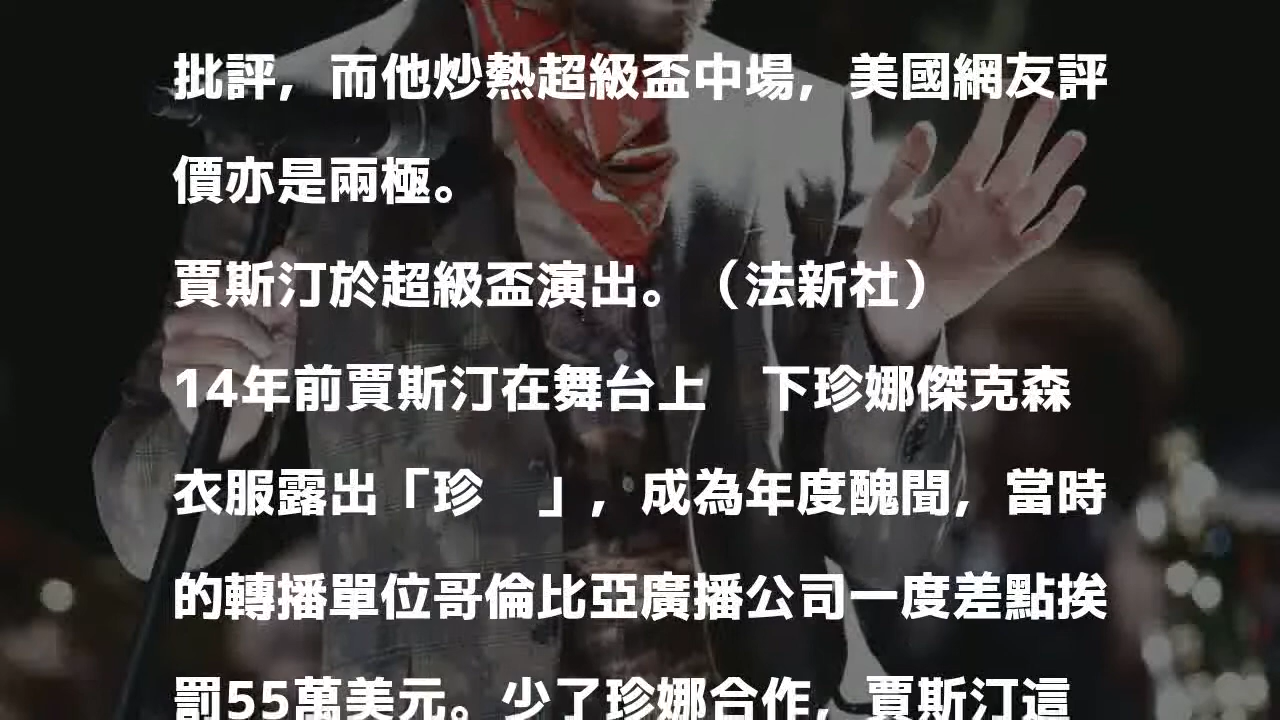 批評，而他炒熱超級盃中場，美國網友評
價亦是兩極。
賈斯汀於超級盃演出。（法新社）
14年前賈斯汀在舞台上　下珍娜傑克森
衣服露出「珍　」，成為年度醜聞，當時
的轉播單位哥倫比亞廣播公司一度差點挨
罰55萬美元。少了珍娜合作，賈斯汀這